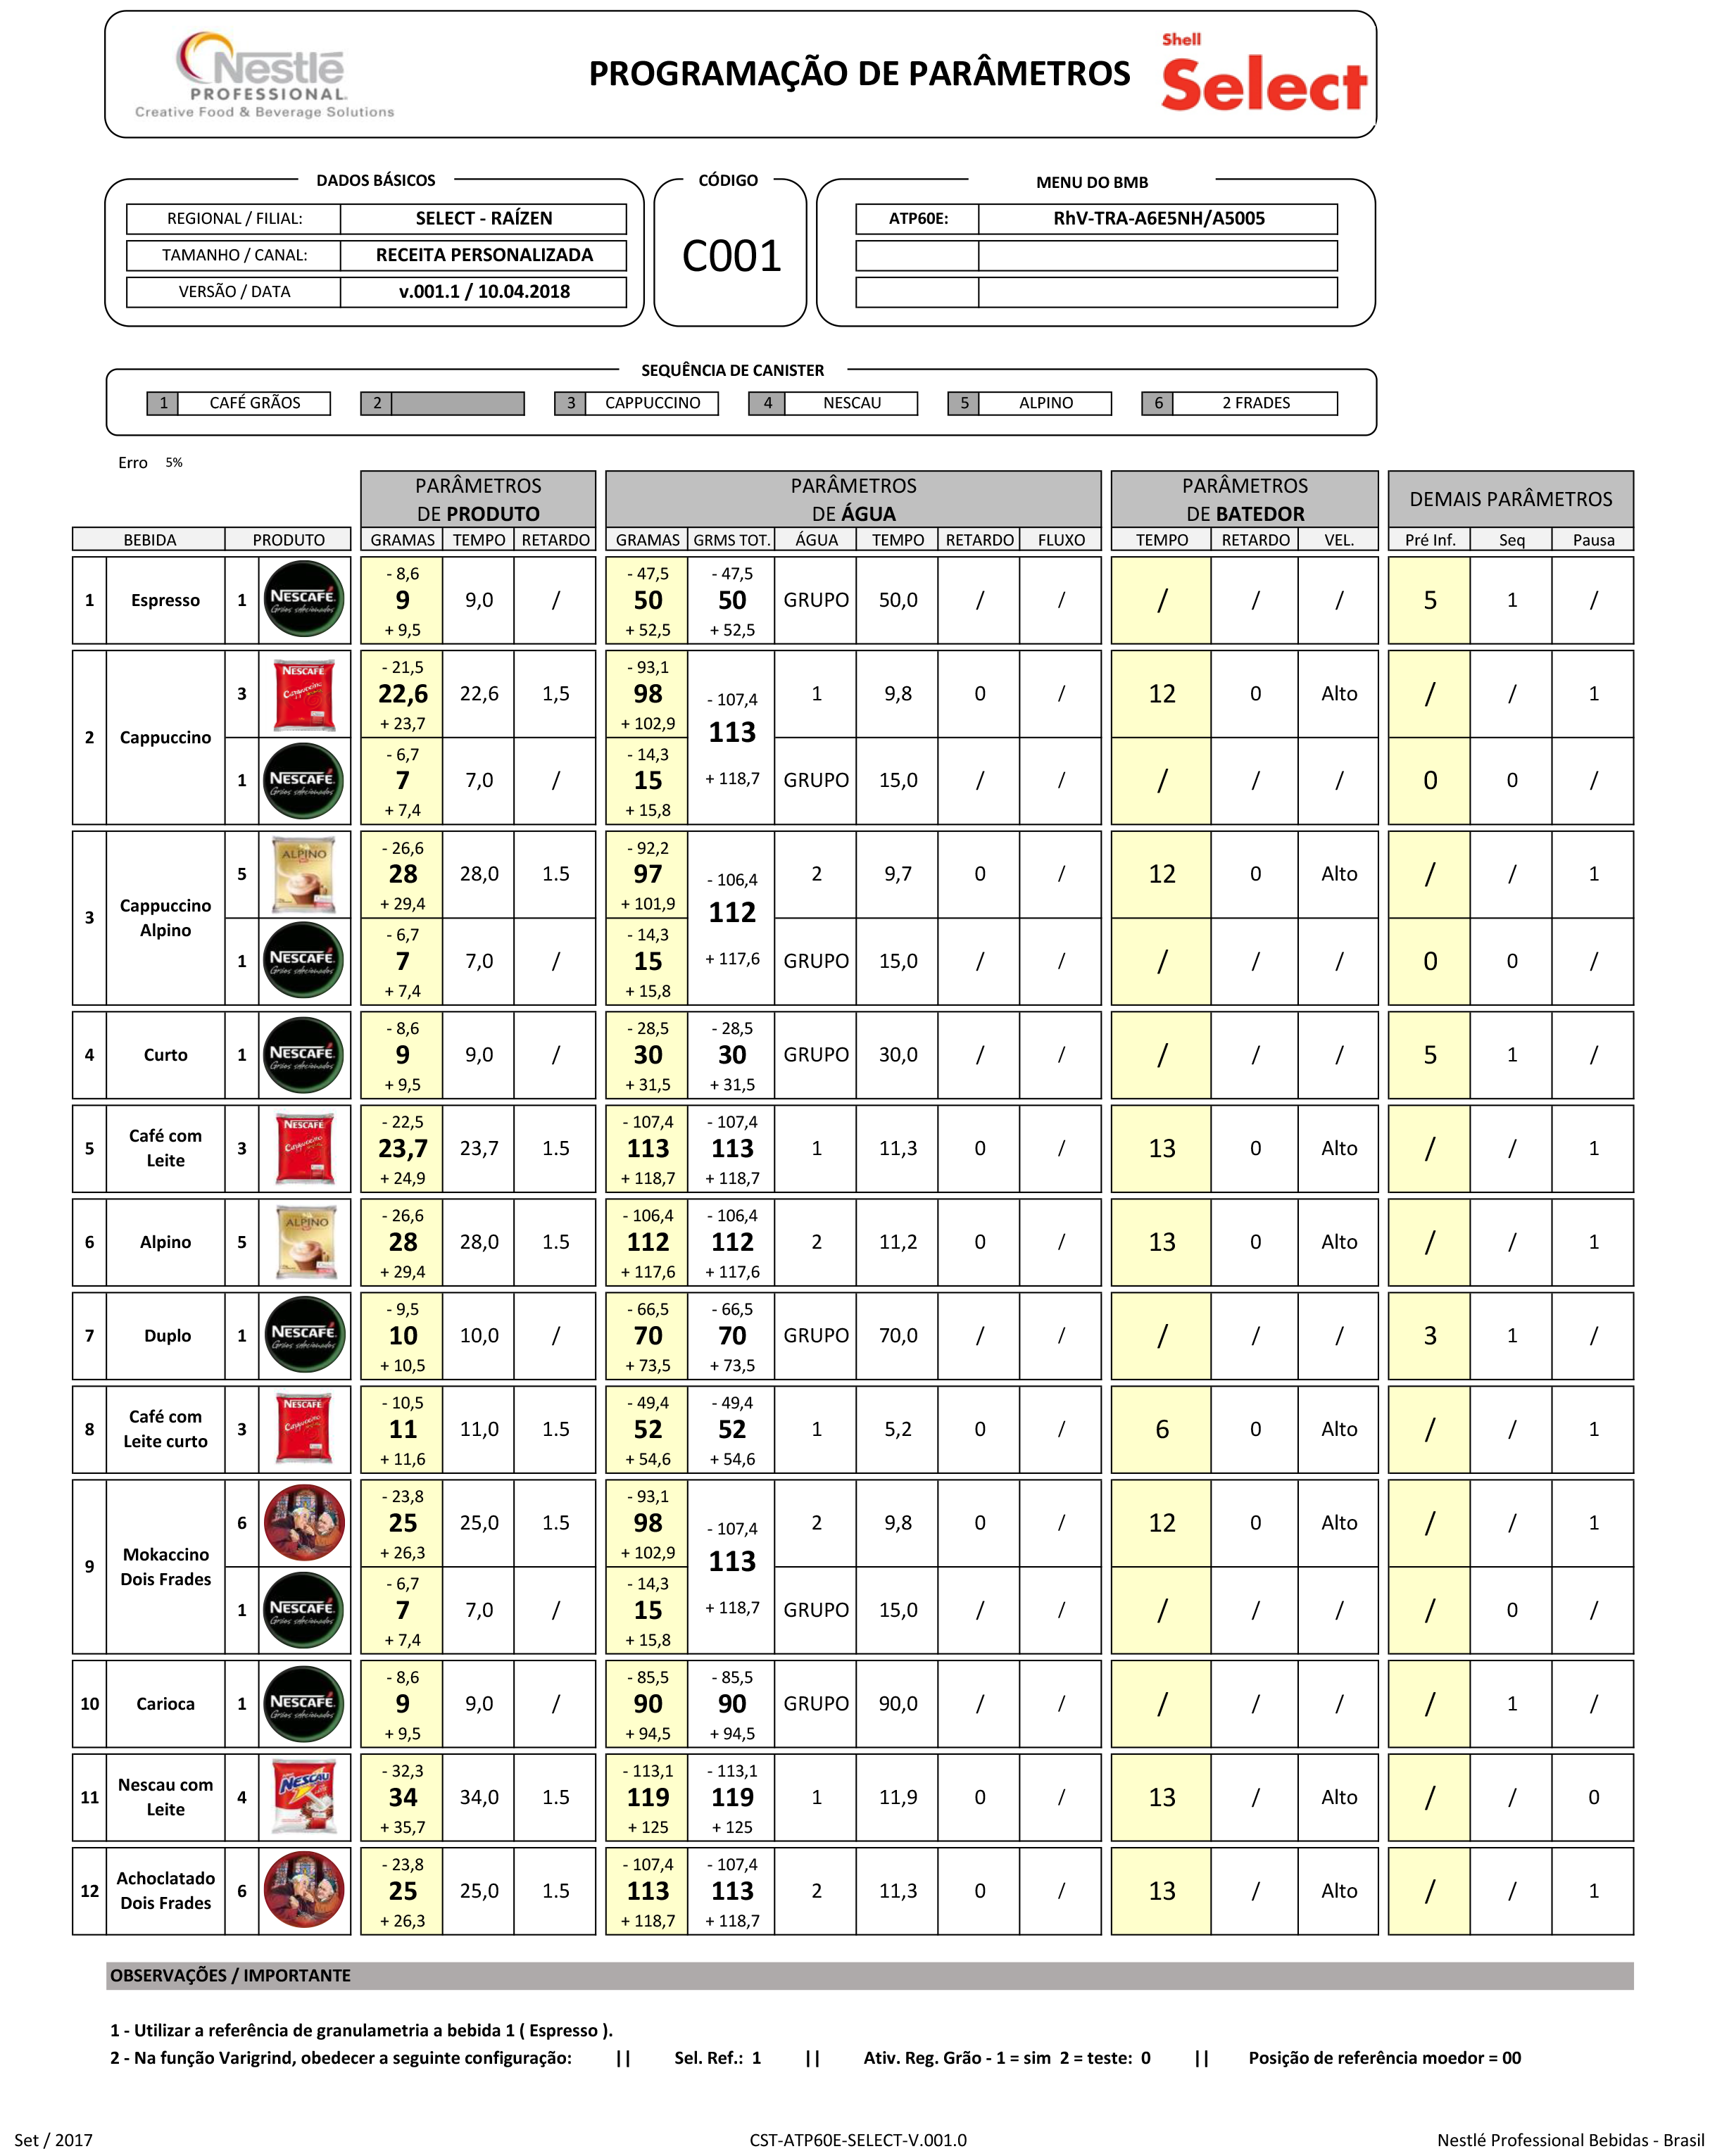 Nestlé
PROFESSIONAL.
Creative Food & Beverage Solutions
PROGRAMAÇÃO DE PARÂMETROS
Shell
Select
DADOS BÁSICOS
REGIONAL / FILIAL: SELECT - RAÍZEN
TAMANHO / CANAL: RECEITA PERSONALIZADA
VERSÃO / DATA v.001.1 / 10.04.2018
CÓDIGO
C001
MENU DO BMB
ATP60E: RhV-TRA-A6E5NH/A5005
SEQUÊNCIA DE CANISTER
1 CAFÉ GRÃOS 2 3 CAPPUCCINO 4 NESCAU 5 ALPINO 6 2 FRADES
Erro 5%
PARÂMETROS DE PRODUTO
PARÂMETROS DE ÁGUA
PARÂMETROS DE BATEDOR
DEMAIS PARÂMETROS
BEBIDA PRODUTO GRAMAS TEMPO RETARDO GRAMAS GRMS TOT. ÁGUA TEMPO RETARDO FLUXO TEMPO RETARDO VEL. Pré Inf. Seq Pausa
- 8,6 - 47,5 - 47,5
1 Espresso 1 NESCAFÉ 9 9,0 / 50 50 GRUPO 50,0 / / / / / 5 1 /
+ 9,5 + 52,5 + 52,5
- 21,5 - 93,1
3 NESCAFÉ Cappuccino 22,6 22,6 1,5 98 - 107,4 1 9,8 0 / 12 0 Alto / / 1
+ 23,7 + 102,9
2 Cappuccino 113
- 6,7 - 14,3
1 NESCAFÉ 7 7,0 / 15 + 118,7 GRUPO 15,0 / / / / / 0 0 /
+ 7,4 + 15,8
- 26,6 - 92,2
5 ALPINO 28 28,0 1.5 97 - 106,4 2 9,7 0 / 12 0 Alto / / 1
+ 29,4 + 101,9
3 Cappuccino Alpino 112
- 6,7 - 14,3
1 NESCAFÉ 7 7,0 / 15 + 117,6 GRUPO 15,0 / / / / / 0 0 /
+ 7,4 + 15,8
- 8,6 - 28,5 - 28,5
4 Curto 1 NESCAFÉ 9 9,0 / 30 30 GRUPO 30,0 / / / / / 5 1 /
+ 9,5 + 31,5 + 31,5
- 22,5 - 107,4 - 107,4
5 Café com Leite 3 NESCAFÉ Cappuccino 23,7 23,7 1.5 113 113 1 11,3 0 / 13 0 Alto / / 1
+ 24,9 + 118,7 + 118,7
- 26,6 - 106,4 - 106,4
6 Alpino 5 ALPINO 28 28,0 1.5 112 112 2 11,2 0 / 13 0 Alto / / 1
+ 29,4 + 117,6 + 117,6
- 9,5 - 66,5 - 66,5
7 Duplo 1 NESCAFÉ 10 10,0 / 70 70 GRUPO 70,0 / / / / / 3 1 /
+ 10,5 + 73,5 + 73,5
- 10,5 - 49,4 - 49,4
8 Café com Leite curto 3 NESCAFÉ Cappuccino 11 11,0 1.5 52 52 1 5,2 0 / 6 0 Alto / / 1
+ 11,6 + 54,6 + 54,6
- 23,8 - 93,1
6 25 25,0 1.5 98 - 107,4 2 9,8 0 / 12 0 Alto / / 1
+ 26,3 + 102,9
9 Mokaccino Dois Frades 113
- 6,7 - 14,3
1 NESCAFÉ 7 7,0 / 15 + 118,7 GRUPO 15,0 / / / / / / 0 /
+ 7,4 + 15,8
- 8,6 - 85,5 - 85,5
10 Carioca 1 NESCAFÉ 9 9,0 / 90 90 GRUPO 90,0 / / / / / / 1 /
+ 9,5 + 94,5 + 94,5
- 32,3 - 113,1 - 113,1
11 Nescau com Leite 4 NESCAU 34 34,0 1.5 119 119 1 11,9 0 / 13 / Alto / / 0
+ 35,7 + 125 + 125
- 23,8 - 107,4 - 107,4
12 Achoclatado Dois Frades 6 25 25,0 1.5 113 113 2 11,3 0 / 13 / Alto / / 1
+ 26,3 + 118,7 + 118,7
OBSERVAÇÕES / IMPORTANTE
1 - Utilizar a referência de granulametria a bebida 1 ( Espresso ).
2 - Na função Varigrind, obedecer a seguinte configuração: || Sel. Ref.: 1 || Ativ. Reg. Grão - 1 = sim 2 = teste: 0 || Posição de referência moedor = 00
Set / 2017 CST-ATP60E-SELECT-V.001.0 Nestlé Professional Bebidas - Brasil